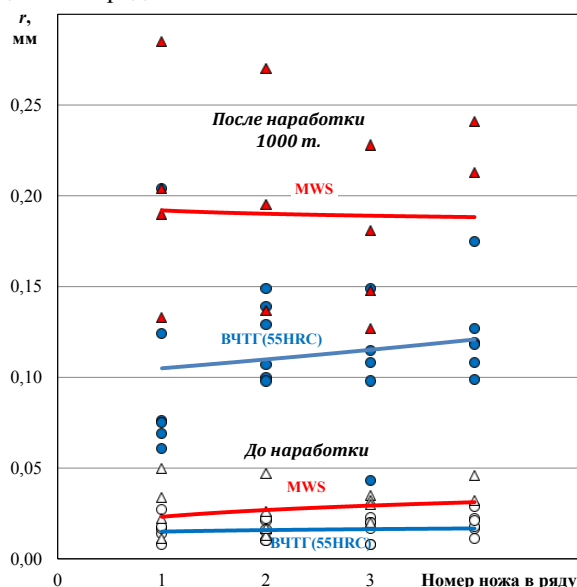 r,
мм
0,25
После наработки
1000 т.
0,20
MWS
0,15
ВЧТГ(55HRC)
0,10
До наработки
0,05
MWS
ВЧТГ(55HRC)
0,00
0
1
2
3
Номер ножа в ряду